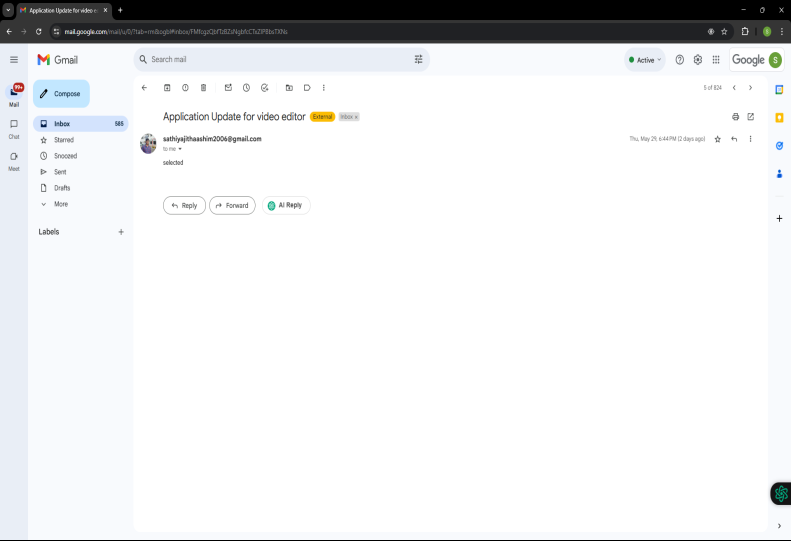 Application Update for video e
mail.google.com/mail/u/0/?tab=rm&ogbl#inbox/FMfcgzQbfTzBZsNgbfcCTxZlPBbsTXNs
Gmail
Search mail
Active
Google
S
99+
Mail
Chat
Meet
Compose
Inbox 585
Starred
Snoozed
Sent
Drafts
More
Labels
5 of 824
Application Update for video editor External Inbox x
sathiyajithaashim2006@gmail.com
Thu, May 29, 6:44 PM (2 days ago)
to me
selected
Reply
Forward
AI Reply